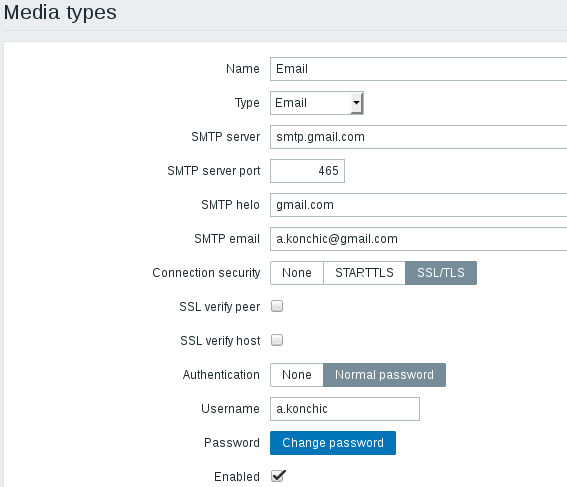 Media types
Name Email
Type Email
SMTP server smtp.gmail.com
SMTP server port 465
SMTP helo gmail.com
SMTP email a.konchic@gmail.com
Connection security None STARTTLS SSL/TLS
SSL verify peer
SSL verify host
Authentication None Normal password
Username a.konchic
Password Change password
Enabled